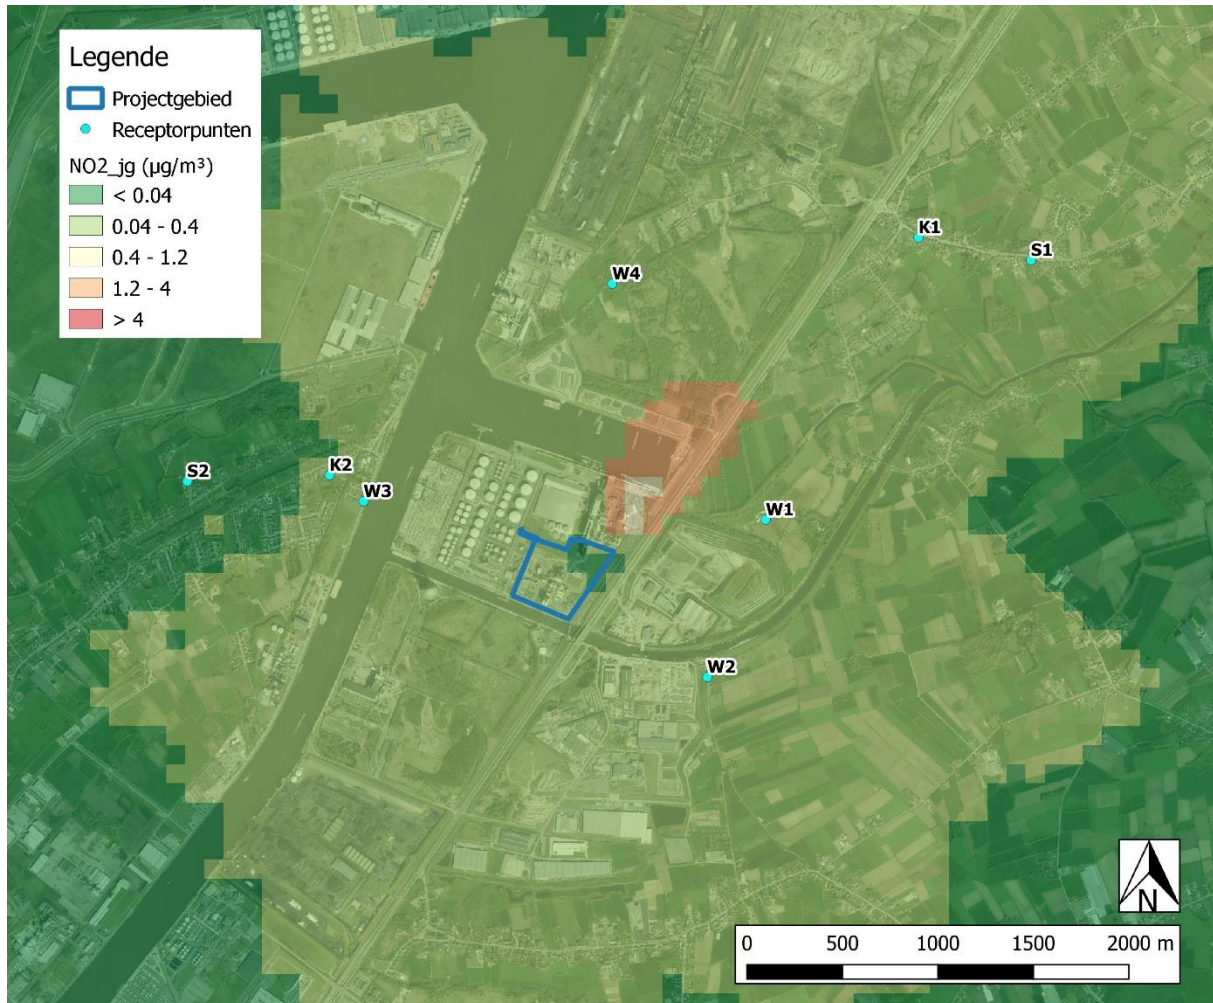 Legende
Projectgebied
Receptorpunten
NO2_jg (µg/m³)
< 0.04
0.04 - 0.4
0.4 - 1.2
1.2 - 4
> 4
K1
S1
W4
S2
K2
W3
W1
W2
N
0 500 1000 1500 2000 m